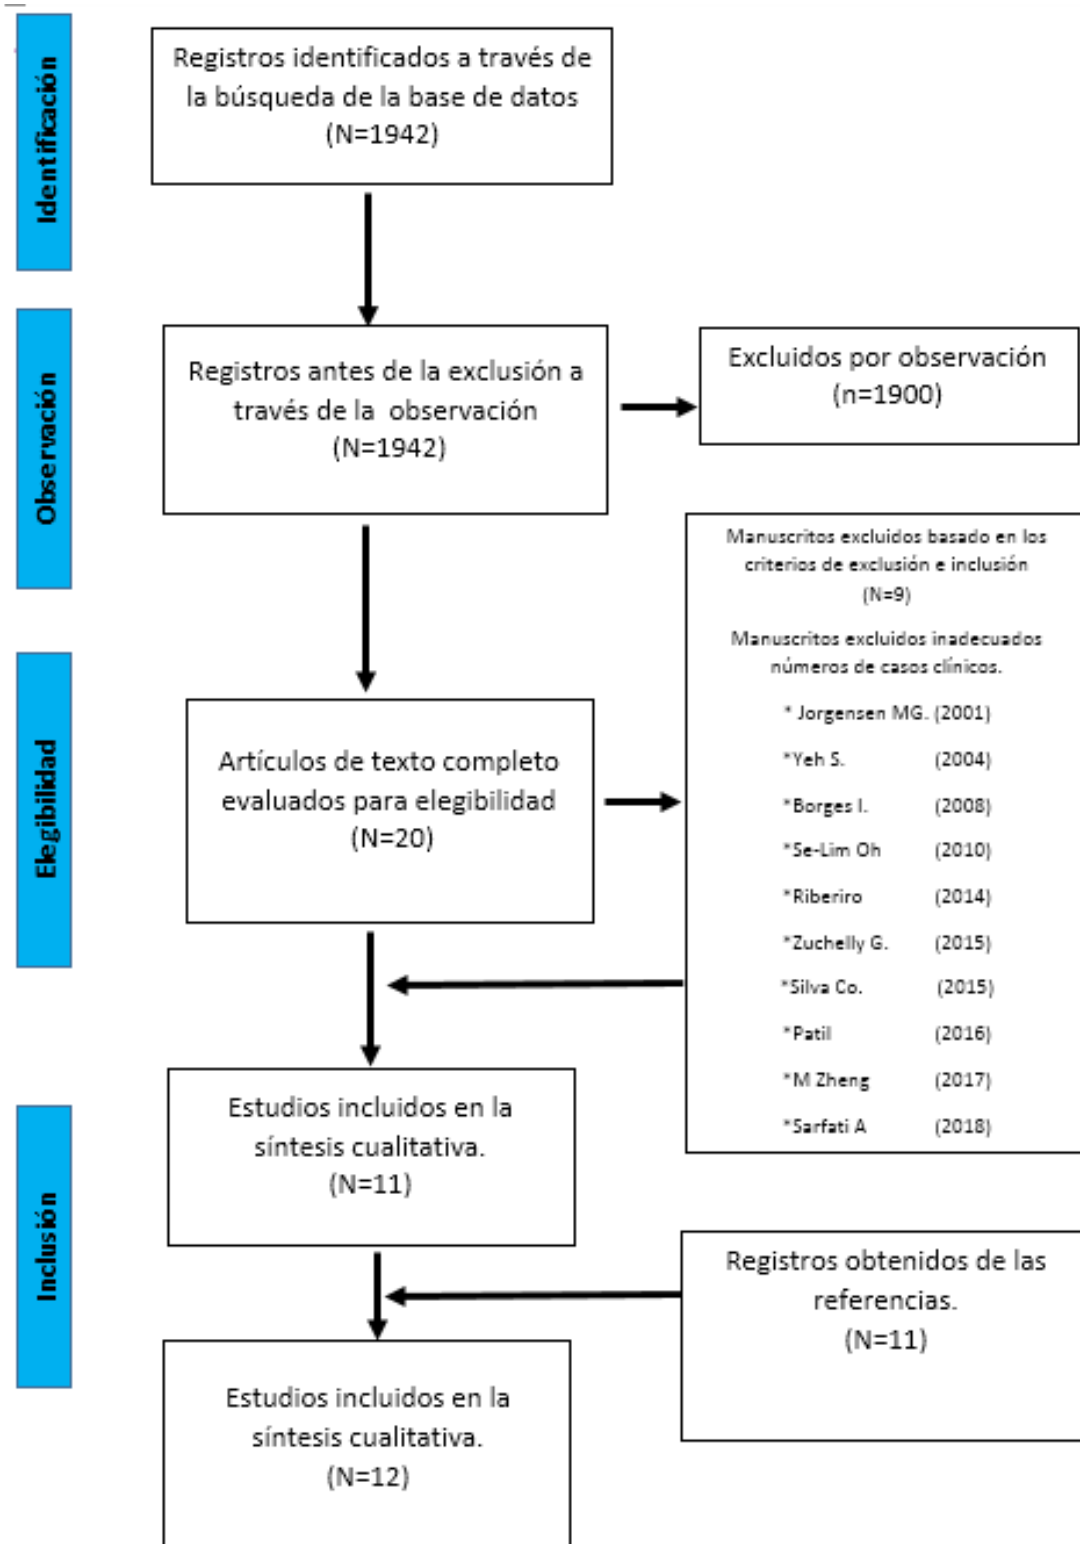 Identificación
Registros identificados a través de
la búsqueda de la base de datos
(N=1942)
Observación
Registros antes de la exclusión a
través de la observación
(N=1942)
Excluidos por observación
(n=1900)
Elegibilidad
Artículos de texto completo
evaluados para elegibilidad
(N=20)
Manuscritos excluidos basado en los
criterios de exclusión e inclusión
(N=9)
Manuscritos excluidos inadecuados
números de casos clínicos.
* Jorgensen MG. (2001)
*Yeh S. (2004)
*Borges I. (2008)
*Se-Lim Oh (2010)
*Riberiro (2014)
*Zuchelly G. (2015)
*Silva Co. (2015)
*Patil (2016)
*M Zheng (2017)
*Sarfati A (2018)
Inclusión
Estudios incluidos en la
síntesis cualitativa.
(N=11)
Registros obtenidos de las
referencias.
(N=11)
Estudios incluidos en la
síntesis cualitativa.
(N=12)